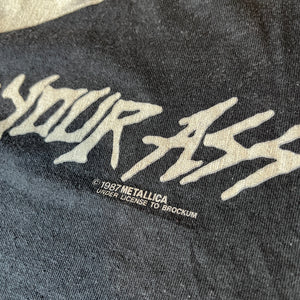 YOUR ASS
© 1987 METALLICA
UNDER LICENSE TO BROCKUM